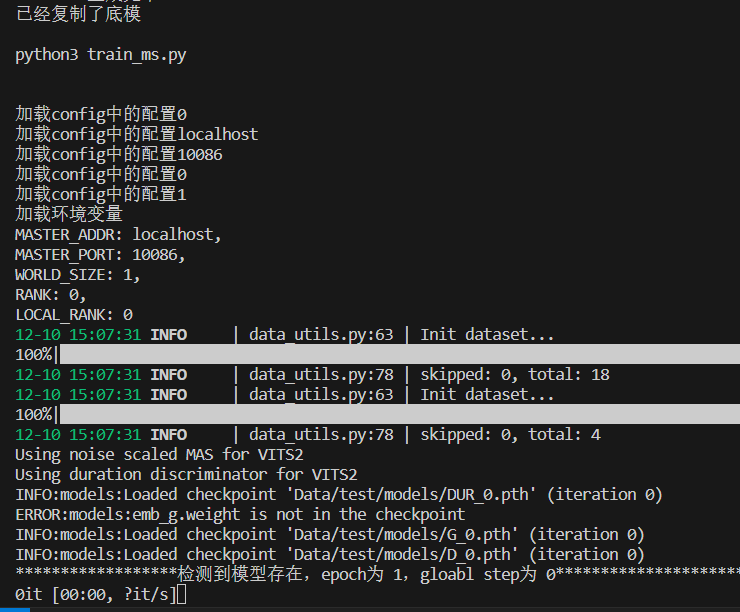 已经复制了底模
python3 train_ms.py
加载config中的配置0
加载config中的配置localhost
加载config中的配置10086
加载config中的配置0
加载config中的配置1
加载环境变量
MASTER_ADDR: localhost,
MASTER_PORT: 10086,
WORLD_SIZE: 1,
RANK: 0,
LOCAL_RANK: 0
12-10 15:07:31 INFO | data_utils.py:63 | Init dataset...
100%|
12-10 15:07:31 INFO | data_utils.py:78 | skipped: 0, total: 18
12-10 15:07:31 INFO | data_utils.py:63 | Init dataset...
100%|
12-10 15:07:31 INFO | data_utils.py:78 | skipped: 0, total: 4
Using noise scaled MAS for VITS2
Using duration discriminator for VITS2
INFO:models:Loaded checkpoint 'Data/test/models/DUR_0.pth' (iteration 0)
ERROR:models:emb_g.weight is not in the checkpoint
INFO:models:Loaded checkpoint 'Data/test/models/G_0.pth' (iteration 0)
INFO:models:Loaded checkpoint 'Data/test/models/D_0.pth' (iteration 0)
******************检测到模型存在，epoch为 1，gloabl step为 0*********************
0it [00:00, ?it/s]